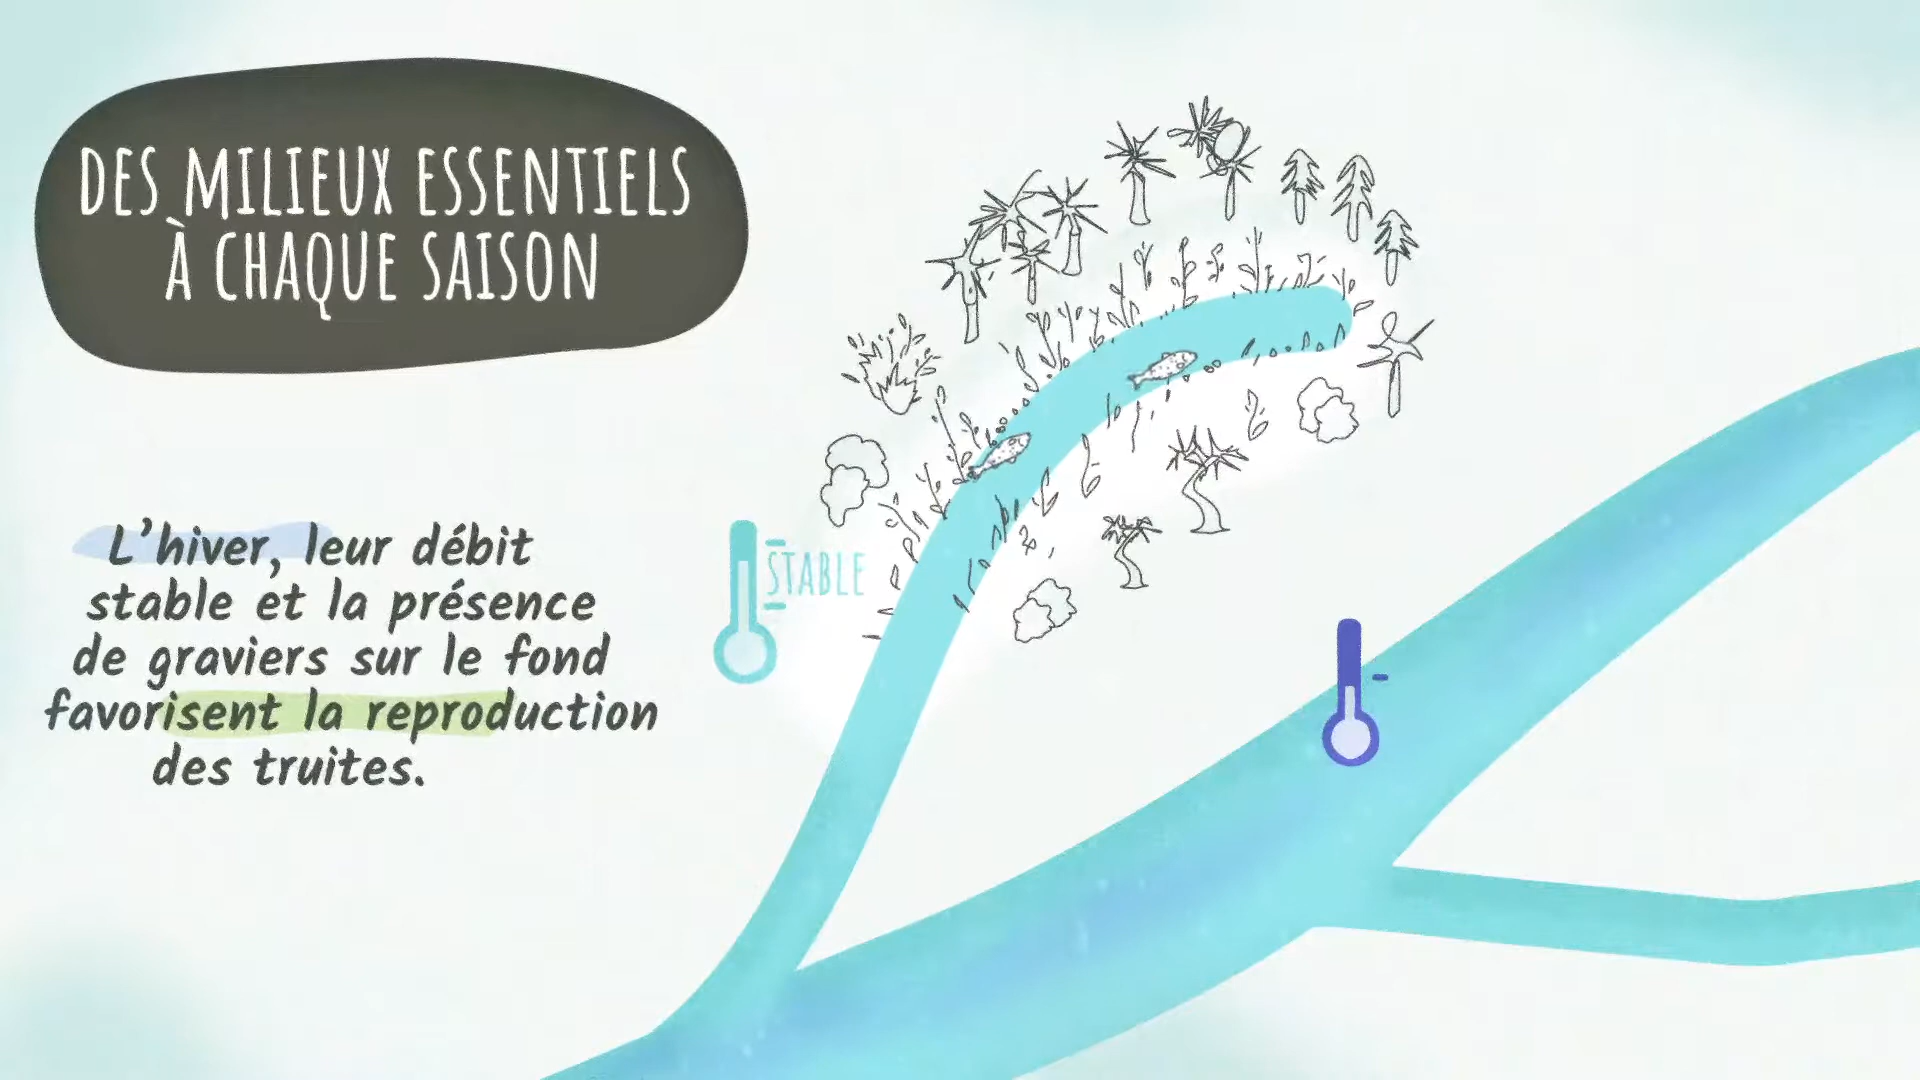 DES MILIEUX ESSENTIELS
À CHAQUE SAISON
L'hiver, leur débit
stable et la présence
de graviers sur le fond
favorisent la reproduction
des truites.
STABLE